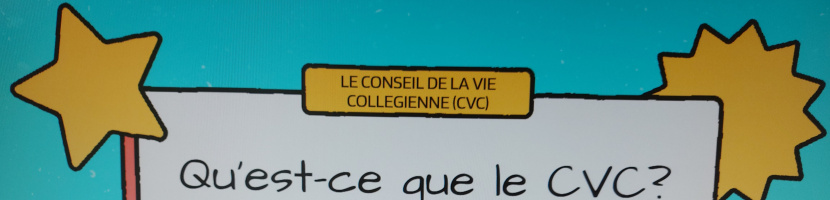 LE CONSEIL DE LA VIE
COLLEGIENNE (CVC)
Qu'est-ce que le CVC?